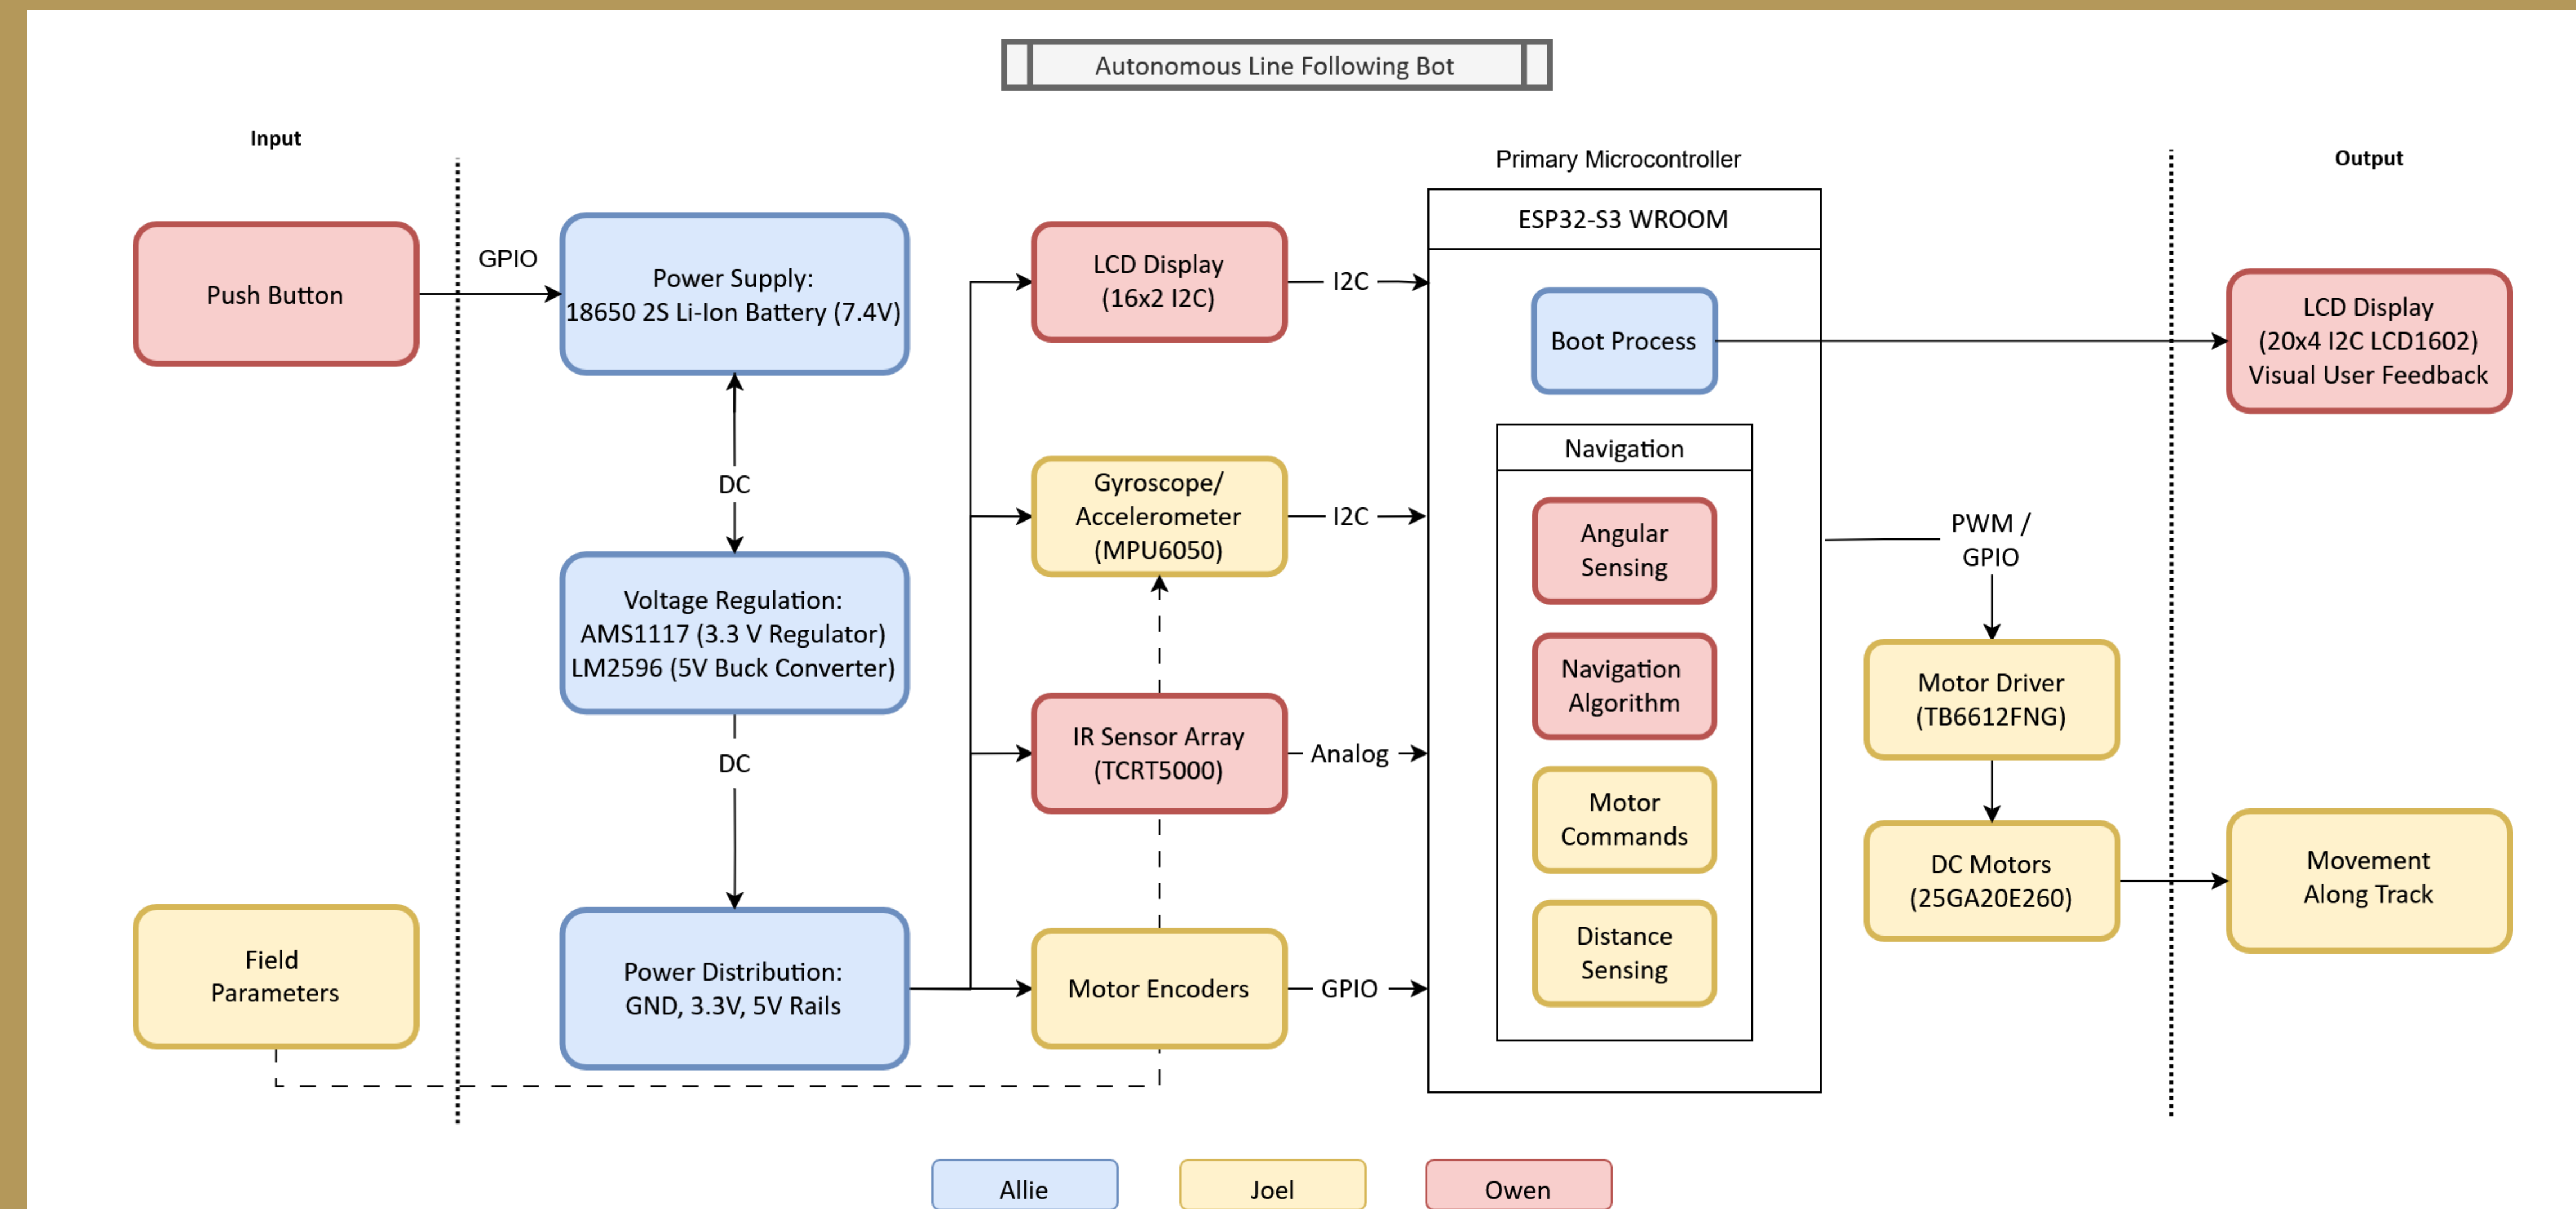 Autonomous Line Following Bot
Input
Push Button
Field
Parameters
GPIO
Power Supply:
18650 2S Li-Ion Battery (7.4V)
DC
Voltage Regulation:
AMS1117 (3.3 V Regulator)
LM2596 (5V Buck Converter)
DC
Power Distribution:
GND, 3.3V, 5V Rails
LCD Display
(16x2 I2C)
I2C
Gyroscope/
Accelerometer
(MPU6050)
I2C
IR Sensor Array
(TCRT5000)
Analog
Motor Encoders
GPIO
Primary Microcontroller
ESP32-S3 WROOM
Boot Process
Navigation
Angular
Sensing
Navigation
Algorithm
Motor
Commands
Distance
Sensing
PWM /
GPIO
Motor Driver
(TB6612FNG)
DC Motors
(25GA20E260)
Output
LCD Display
(20x4 I2C LCD1602)
Visual User Feedback
Movement
Along Track
Allie
Joel
Owen